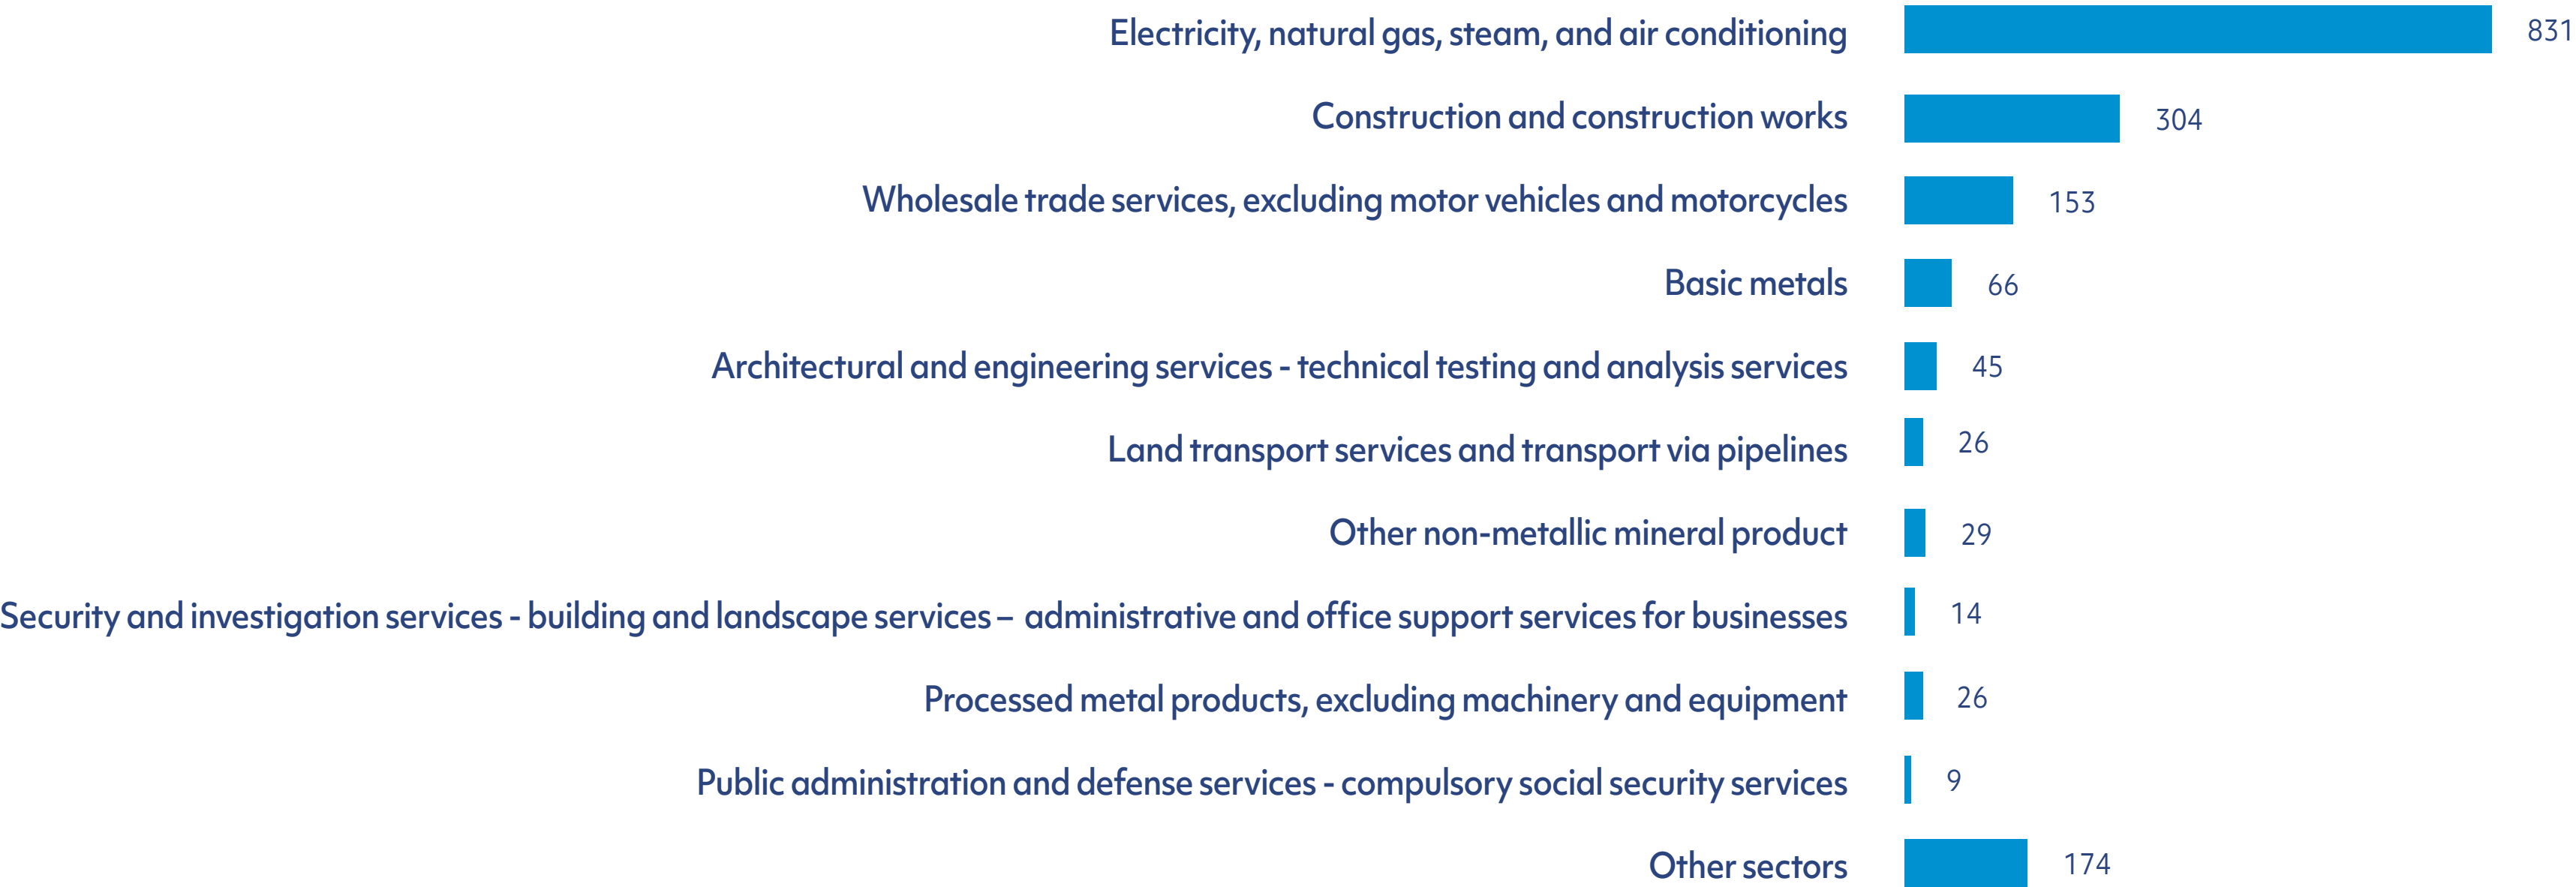 Electricity, natural gas, steam, and air conditioning 831
Construction and construction works 304
Wholesale trade services, excluding motor vehicles and motorcycles 153
Basic metals 66
Architectural and engineering services - technical testing and analysis services 45
Land transport services and transport via pipelines 26
Other non-metallic mineral product 29
Security and investigation services - building and landscape services – administrative and office support services for businesses 14
Processed metal products, excluding machinery and equipment 26
Public administration and defense services - compulsory social security services 9
Other sectors 174